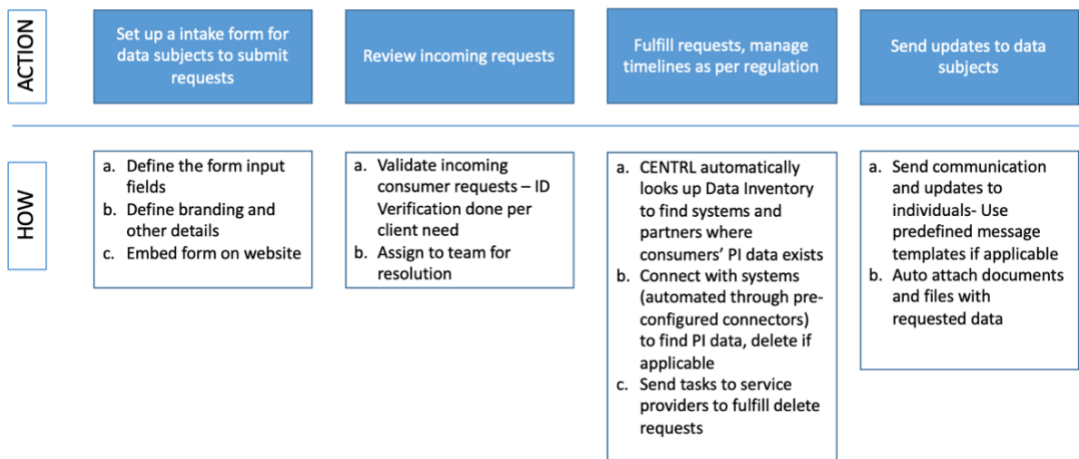 ACTION
Set up a intake form for
data subjects to submit
requests
Review incoming requests
Fulfill requests, manage
timelines as per regulation
Send updates to data
subjects
HOW
a. Define the form input
fields
b. Define branding and
other details
c. Embed form on website
a. Validate incoming
consumer requests – ID
Verification done per
client need
b. Assign to team for
resolution
a. CENTRL automatically
looks up Data Inventory
to find systems and
partners where
consumers’ PI data exists
b. Connect with systems
(automated through pre-
configured connectors)
to find PI data, delete if
applicable
c. Send tasks to service
providers to fulfill delete
requests
a. Send communication
and updates to
individuals- Use
predefined message
templates if applicable
b. Auto attach documents
and files with
requested data